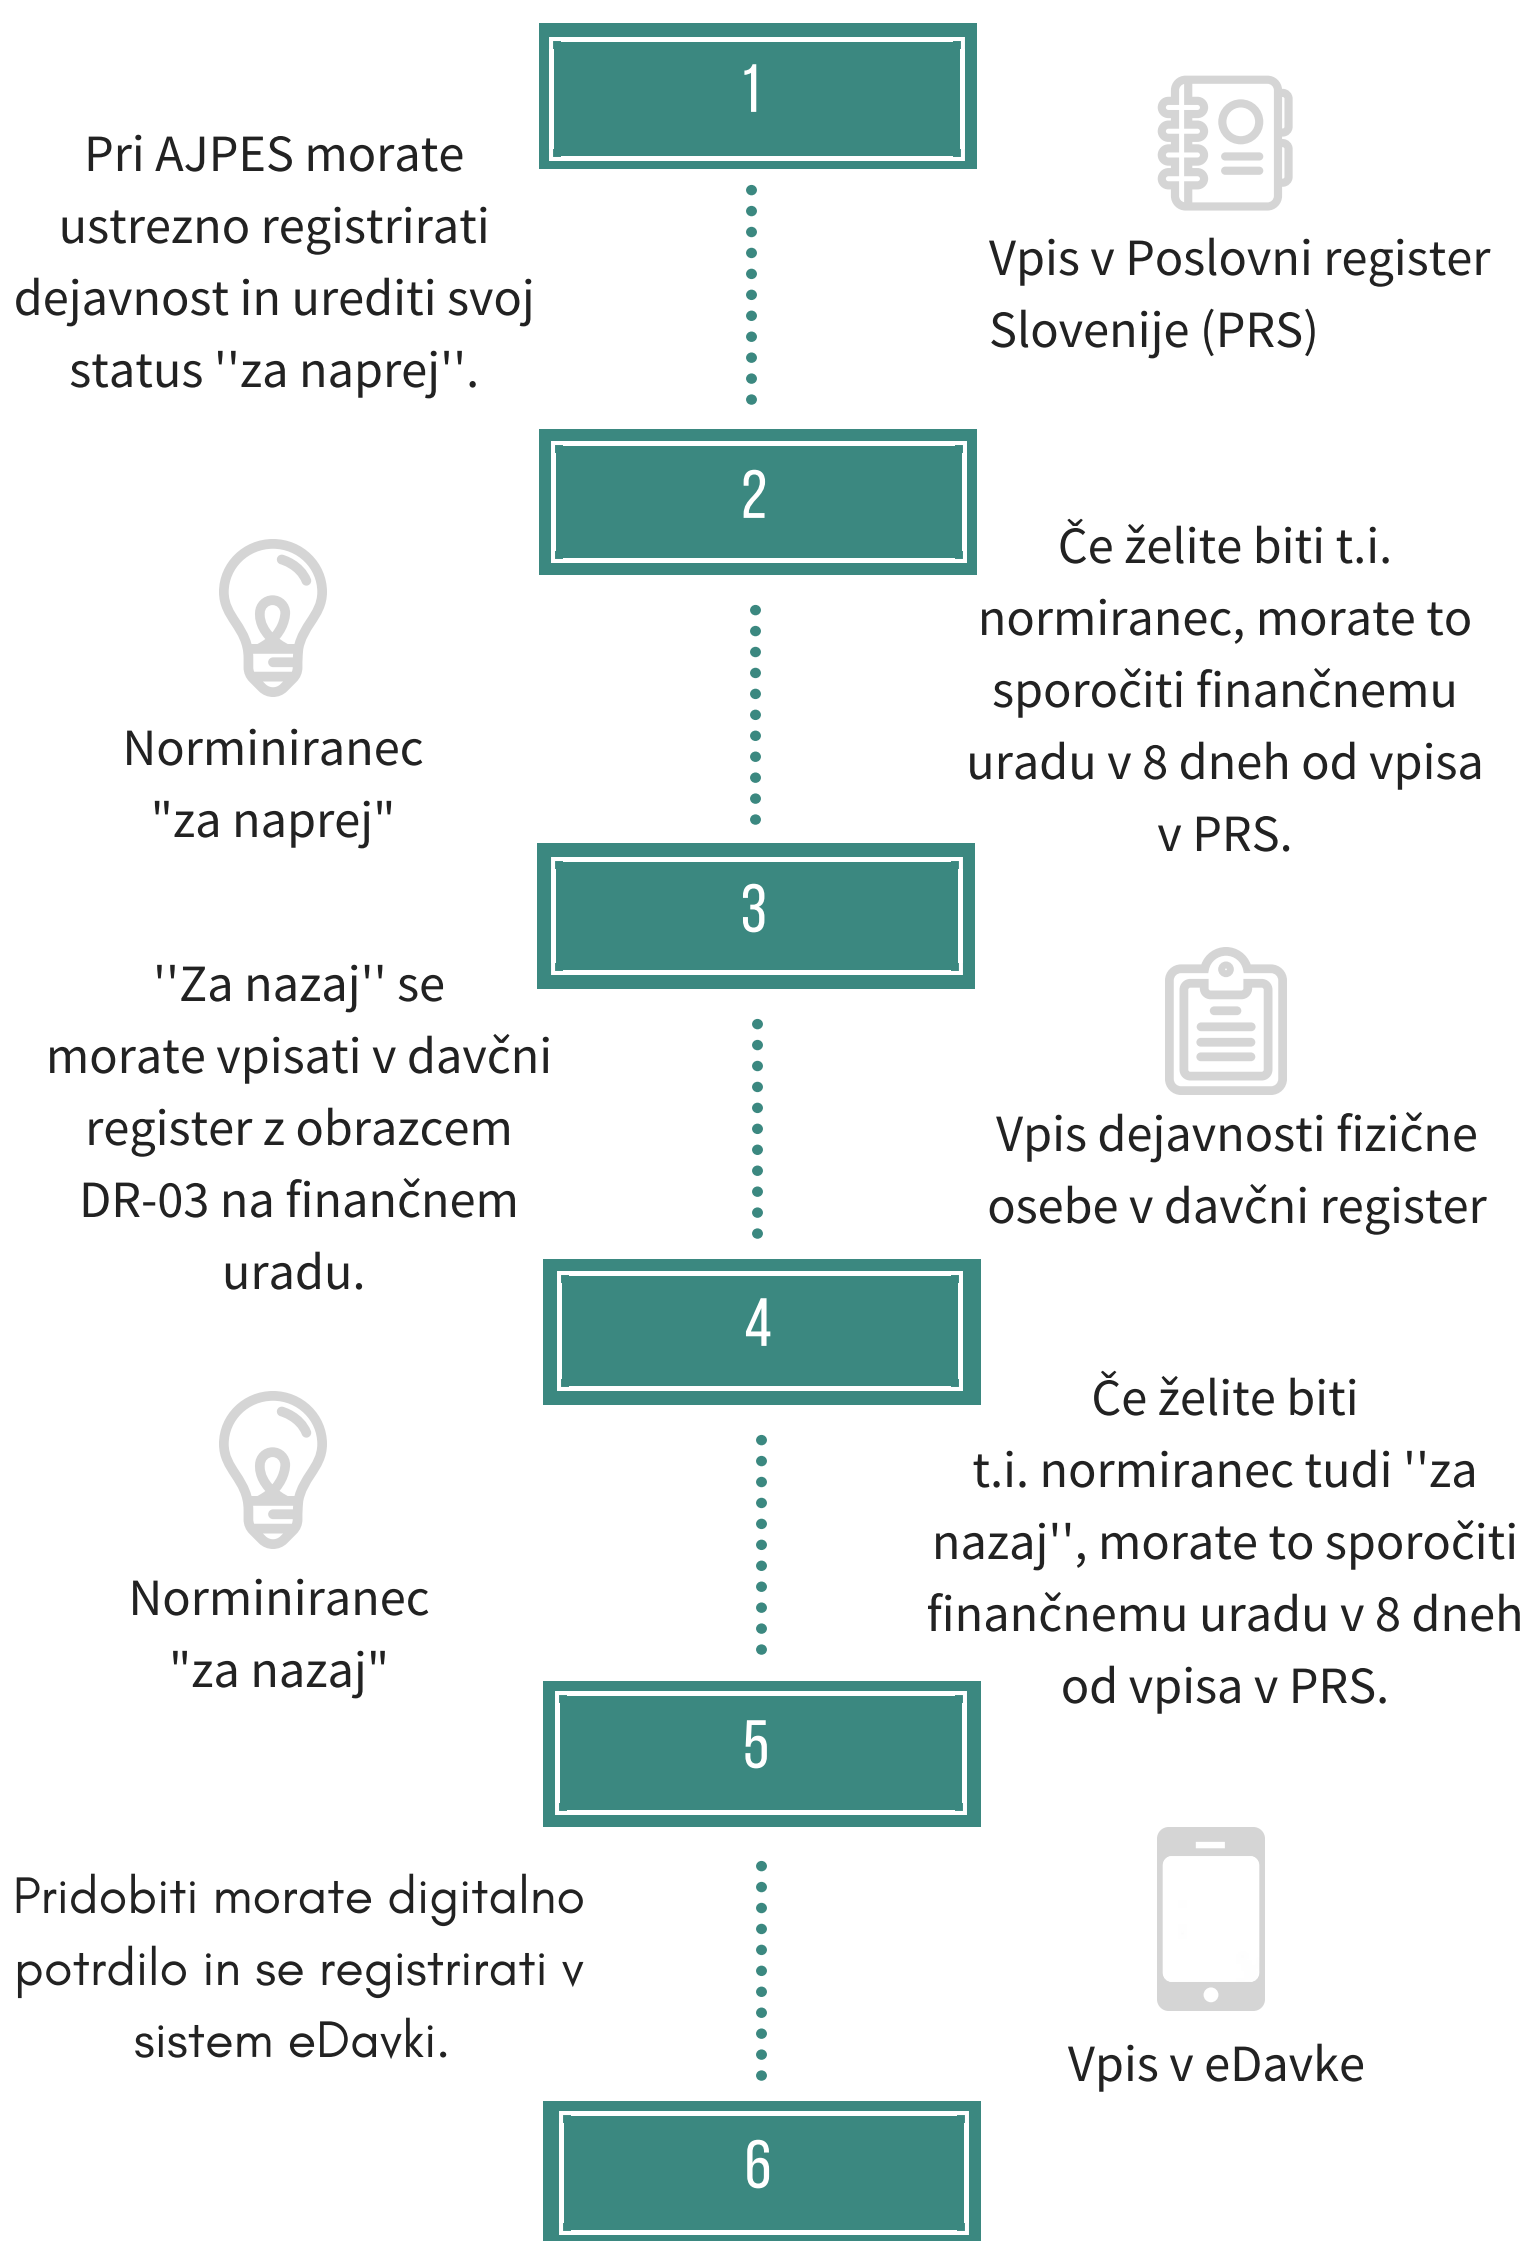 1
Pri AJPES morate
ustrezno registrirati
dejavnost in urediti svoj
status ''za naprej''.
Vpis v Poslovni register
Slovenije (PRS)
2
Norminiranec
"za naprej"
Če želite biti t.i.
normiranec, morate to
sporočiti finančnemu
uradu v 8 dneh od vpisa
v PRS.
3
''Za nazaj'' se
morate vpisati v davčni
register z obrazcem
DR-03 na finančnem
uradu.
Vpis dejavnosti fizične
osebe v davčni register
4
Norminiranec
"za nazaj"
Če želite biti
t.i. normiranec tudi ''za
nazaj'', morate to sporočiti
finančnemu uradu v 8 dneh
od vpisa v PRS.
5
Pridobiti morate digitalno
potrdilo in se registrirati v
sistem eDavki.
Vpis v eDavke
6